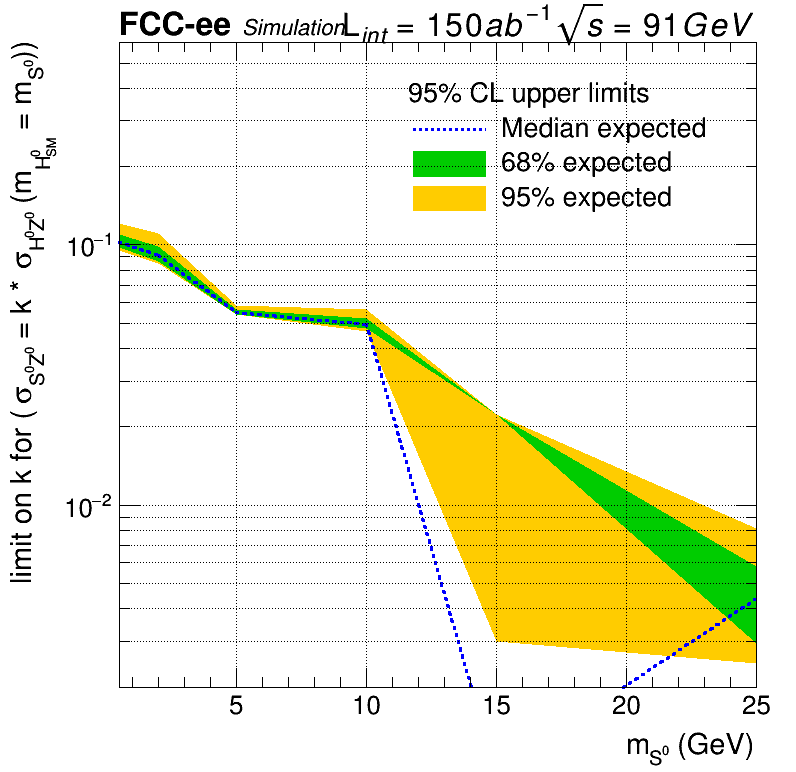 FCC-ee Simulation L_int = 150ab⁻¹ √s = 91GeV
95% CL upper limits
Median expected
68% expected
95% expected
limit on k for ( σ_S⁰Z⁰ = k * σ_H⁰Z⁰ (m_H⁰_SM = m_S⁰))
10⁻¹
10⁻²
5 10 15 20 25
m_S⁰ (GeV)